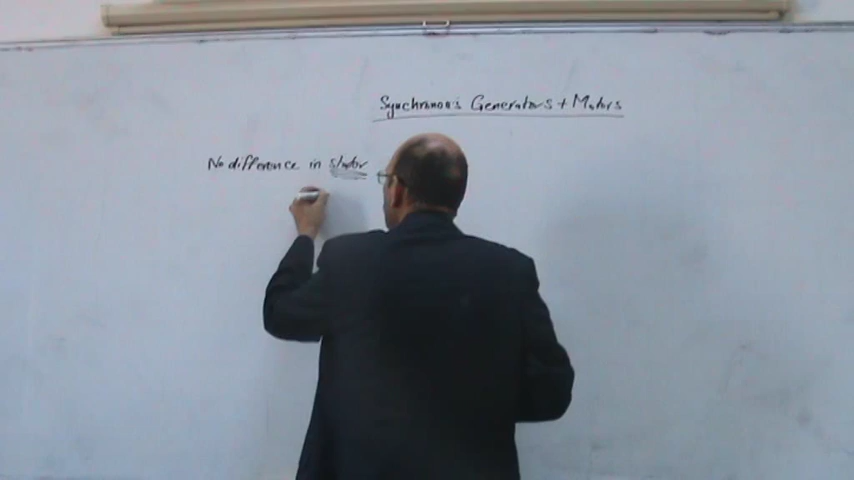 Synchronous Generators + Motors
No difference in stator